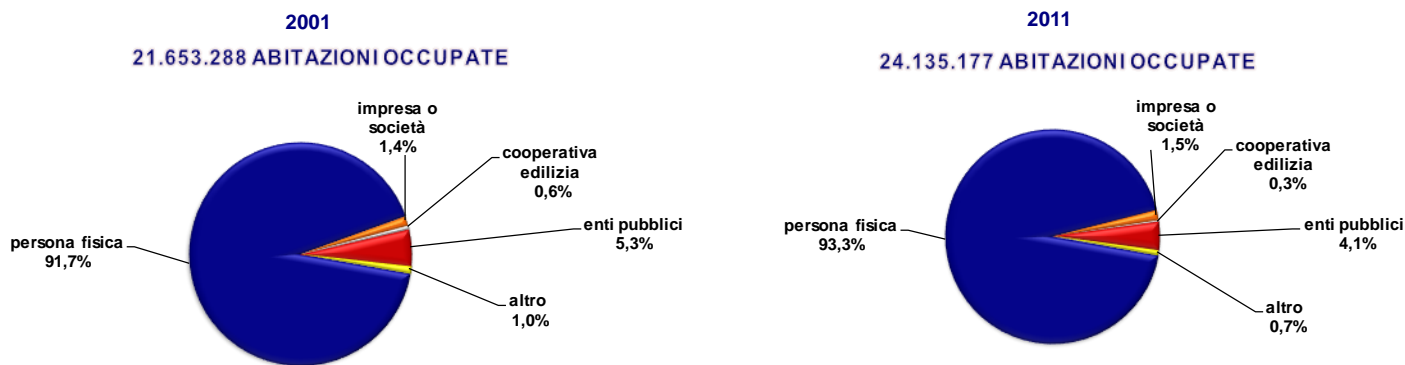 2001
21.653.288 ABITAZIONI OCCUPATE
impresa o
società
1,4%
cooperativa
edilizia
0,6%
persona fisica
91,7%
enti pubblici
5,3%
altro
1,0%
2011
24.135.177 ABITAZIONI OCCUPATE
impresa o
società
1,5%
cooperativa
edilizia
0,3%
persona fisica
93,3%
enti pubblici
4,1%
altro
0,7%